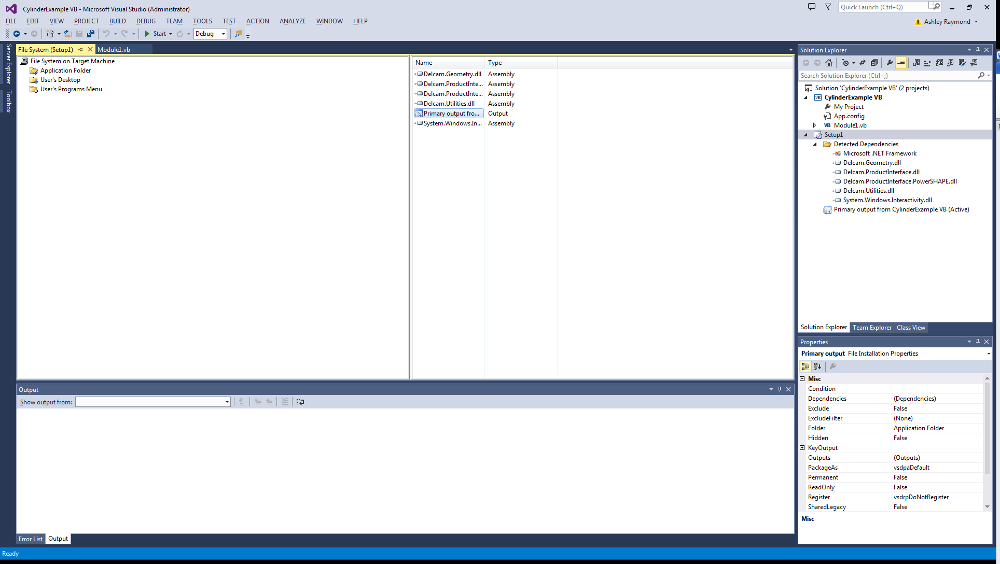 CylinderExample VB - Microsoft Visual Studio (Administrator)
Quick Launch (Ctrl+Q)
FILE EDIT VIEW PROJECT BUILD DEBUG TEAM TOOLS TEST ACTION ANALYZE WINDOW HELP
Ashley Raymond
Start Debug
Server Explorer
Toolbox
File System (Setup1) Module1.vb
File System on Target Machine
Application Folder
User's Desktop
User's Programs Menu
Name Type
Delcam.Geometry.dll Assembly
Delcam.ProductInte... Assembly
Delcam.ProductInte... Assembly
Delcam.Utilities.dll Assembly
Primary output fro... Output
System.Windows.In... Assembly
Solution Explorer
Search Solution Explorer (Ctrl+;)
Solution 'CylinderExample VB' (2 projects)
VB CylinderExample VB
My Project
App.config
VB Module1.vb
Setup1
Detected Dependencies
Microsoft .NET Framework
Delcam.Geometry.dll
Delcam.ProductInterface.dll
Delcam.ProductInterface.PowerSHAPE.dll
Delcam.Utilities.dll
System.Windows.Interactivity.dll
Primary output from CylinderExample VB (Active)
Solution Explorer Team Explorer Class View
Properties
Primary output File Installation Properties
Misc
Condition
Dependencies (Dependencies)
Exclude False
ExcludeFilter (None)
Folder Application Folder
Hidden False
KeyOutput
Outputs (Outputs)
PackageAs vsdpaDefault
Permanent False
ReadOnly False
Register vsdrpDoNotRegister
SharedLegacy False
Misc
Output
Show output from:
Error List Output
Ready